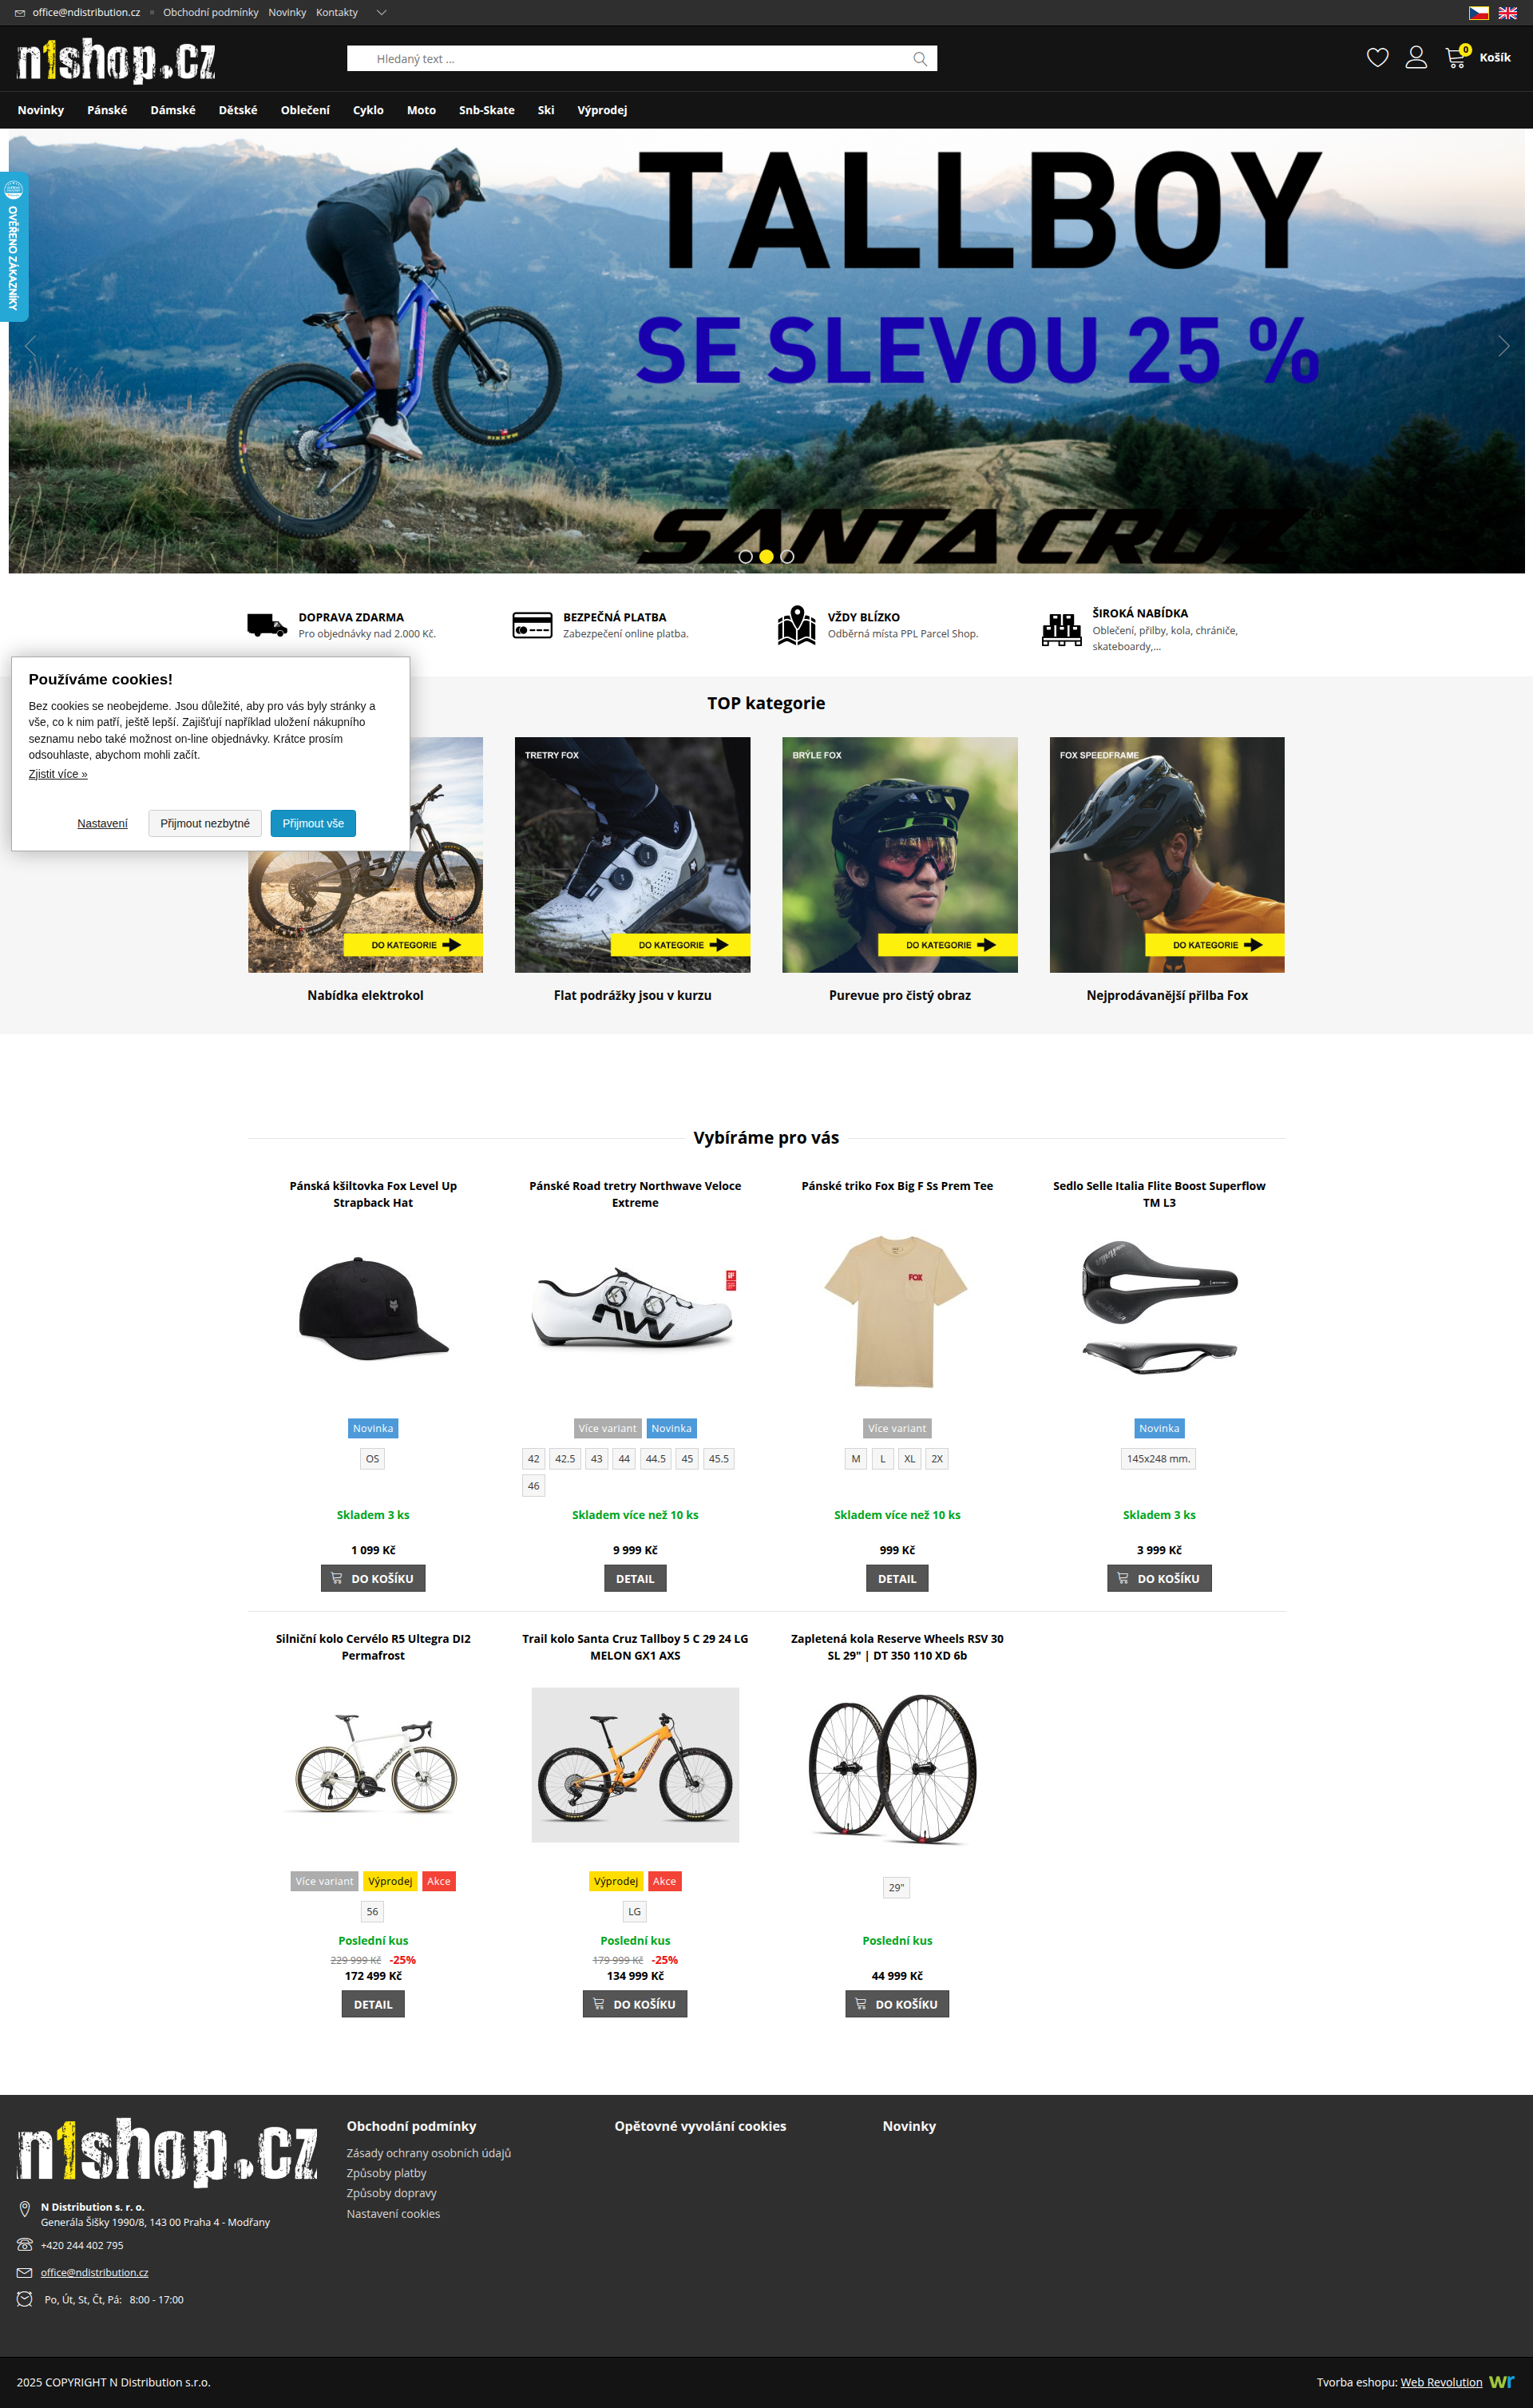 office@ndistribution.cz
Obchodní podmínky Novinky Kontakty
n1shop.cz
Hledaný text ...
0
Košík
Novinky Pánské Dámské Dětské Oblečení Cyklo Moto Snb-Skate Ski Výprodej
OVĚŘENO ZÁKAZNÍKY
TALLBOY
SE SLEVOU 25 %
SANTA CRUZ
DOPRAVA ZDARMA
Pro objednávky nad 2.000 Kč.
BEZPEČNÁ PLATBA
Zabezpečení online platba.
VŽDY BLÍZKO
Odběrná místa PPL Parcel Shop.
ŠIROKÁ NABÍDKA
Oblečení, přilby, kola, chrániče,
skateboardy,...
Používáme cookies!
Bez cookies se neobejdeme. Jsou důležité, aby pro vás byly stránky a
vše, co k nim patří, ještě lepší. Zajišťují například uložení nákupního
seznamu nebo také možnost on-line objednávky. Krátce prosím
odsouhlaste, abychom mohli začít.
Zjistit více »
Nastavení
Přijmout nezbytné
Přijmout vše
TOP kategorie
DO KATEGORIE
Nabídka elektrokol
TRETRY FOX
DO KATEGORIE
Flat podrážky jsou v kurzu
BRÝLE FOX
DO KATEGORIE
Purevue pro čistý obraz
FOX SPEEDFRAME
DO KATEGORIE
Nejprodávanější přilba Fox
Vybíráme pro vás
Pánská kšiltovka Fox Level Up
Strapback Hat
Novinka
OS
Skladem 3 ks
1 099 Kč
DO KOŠÍKU
Pánské Road tretry Northwave Veloce
Extreme
Více variant Novinka
42 42.5 43 44 44.5 45 45.5
46
Skladem více než 10 ks
9 999 Kč
DETAIL
Pánské triko Fox Big F Ss Prem Tee
FOX
Více variant
M L XL 2X
Skladem více než 10 ks
999 Kč
DETAIL
Sedlo Selle Italia Flite Boost Superflow
TM L3
Novinka
145x248 mm.
Skladem 3 ks
3 999 Kč
DO KOŠÍKU
Silniční kolo Cervélo R5 Ultegra DI2
Permafrost
Více variant Výprodej Akce
56
Poslední kus
229 999 Kč -25%
172 499 Kč
DETAIL
Trail kolo Santa Cruz Tallboy 5 C 29 24 LG
MELON GX1 AXS
Výprodej Akce
LG
Poslední kus
179 999 Kč -25%
134 999 Kč
DO KOŠÍKU
Zapletená kola Reserve Wheels RSV 30
SL 29" | DT 350 110 XD 6b
29"
Poslední kus
44 999 Kč
DO KOŠÍKU
n1shop.cz
N Distribution s. r. o.
Generála Šišky 1990/8, 143 00 Praha 4 - Modřany
+420 244 402 795
office@ndistribution.cz
Po, Út, St, Čt, Pá: 8:00 - 17:00
Obchodní podmínky
Zásady ochrany osobních údajů
Způsoby platby
Způsoby dopravy
Nastavení cookies
Opětovné vyvolání cookies
Novinky
2025 COPYRIGHT N Distribution s.r.o.
Tvorba eshopu: Web Revolution wr